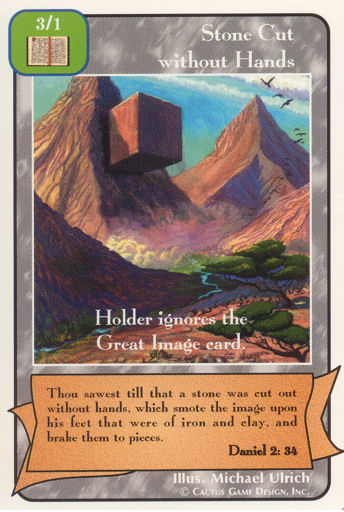 3/1
Stone Cut
without Hands
Holder ignores the
Great Image card.
Thou sawest till that a stone was cut out
without hands, which smote the image upon
his feet that were of iron and clay, and
brake them to pieces.
Daniel 2: 34
Illus. Michael Ulrich
© Cactus Game Design, Inc.